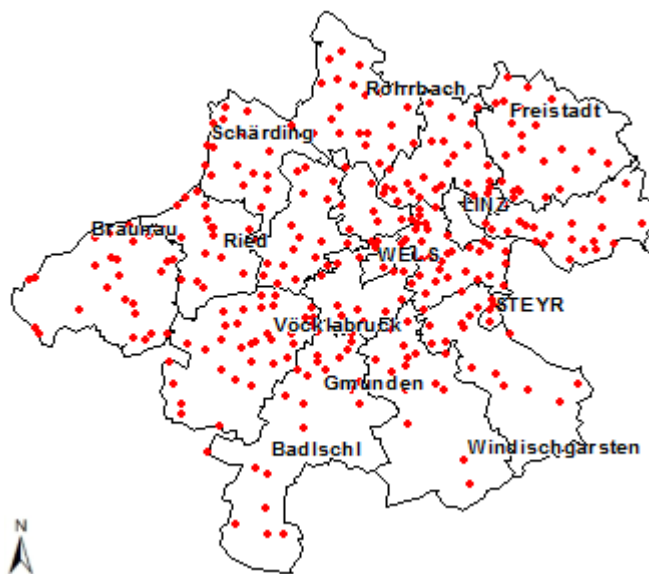 Rohrbach
Freistadt
Schärding
LINZ
Braunau
Ried
WELS
STEYR
Vöcklabruck
Gmunden
BadIschl
Windischgarsten
N